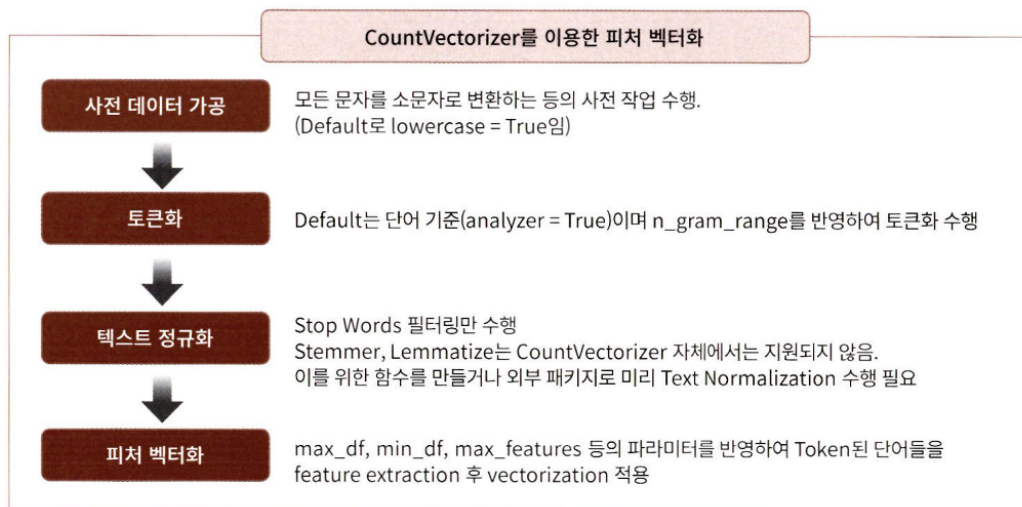 CountVectorizer를 이용한 피처 벡터화
사전 데이터 가공
모든 문자를 소문자로 변환하는 등의 사전 작업 수행.
(Default로 lowercase = True임)
토큰화
Default는 단어 기준(analyzer = True)이며 n_gram_range를 반영하여 토큰화 수행
텍스트 정규화
Stop Words 필터링만 수행
Stemmer, Lemmatize는 CountVectorizer 자체에서는 지원되지 않음.
이를 위한 함수를 만들거나 외부 패키지로 미리 Text Normalization 수행 필요
피처 벡터화
max_df, min_df, max_features 등의 파라미터를 반영하여 Token된 단어들을
feature extraction 후 vectorization 적용